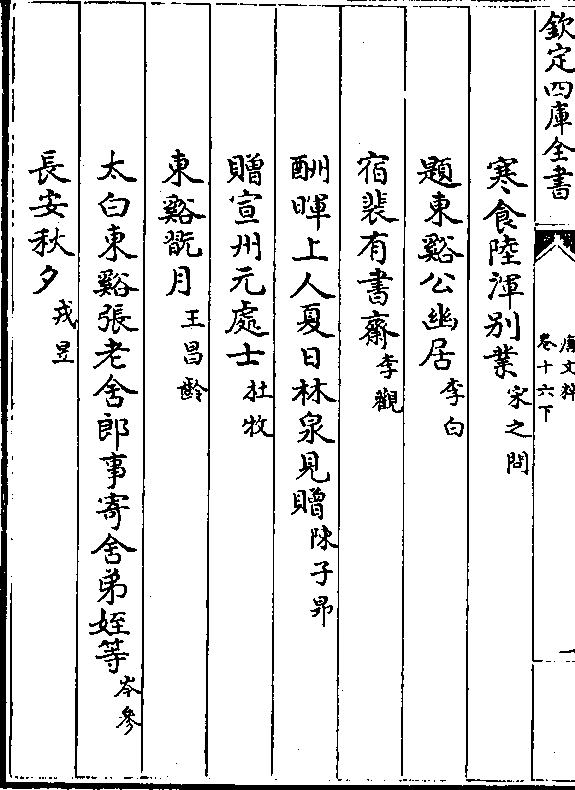 欽定四庫全書
唐文粹
卷十六下
一
寒食陸渾别業宋之問
題東谿公幽居李白
宿裴有書齋李觀
酬暉上人夏日林泉見贈陳子昻
贈宣州元處士杜牧
東谿翫月王昌齡
太白東谿張老舍郎事寄舍弟姪等岑參
長安秋夕戎昱